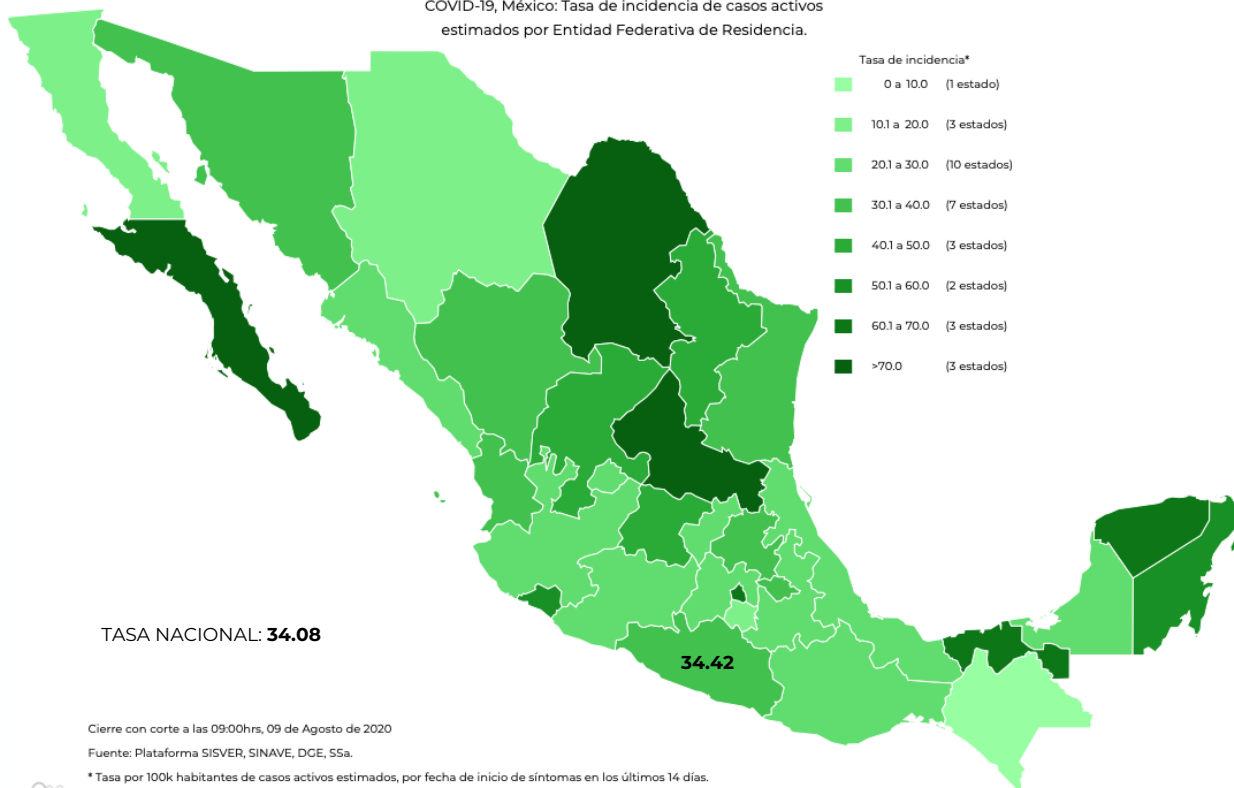 COVID-19, México: Tasa de incidencia de casos activos
estimados por Entidad Federativa de Residencia.
Tasa de incidencia*
0 a 10.0 (1 estado)
10.1 a 20.0 (3 estados)
20.1 a 30.0 (10 estados)
30.1 a 40.0 (7 estados)
40.1 a 50.0 (3 estados)
50.1 a 60.0 (2 estados)
60.1 a 70.0 (3 estados)
>70.0 (3 estados)
TASA NACIONAL: 34.08
34.42
Cierre con corte a las 09:00hrs, 09 de Agosto de 2020
Fuente: Plataforma SISVER, SINAVE, DGE, SSa.
* Tasa por 100k habitantes de casos activos estimados, por fecha de inicio de síntomas en los últimos 14 días.